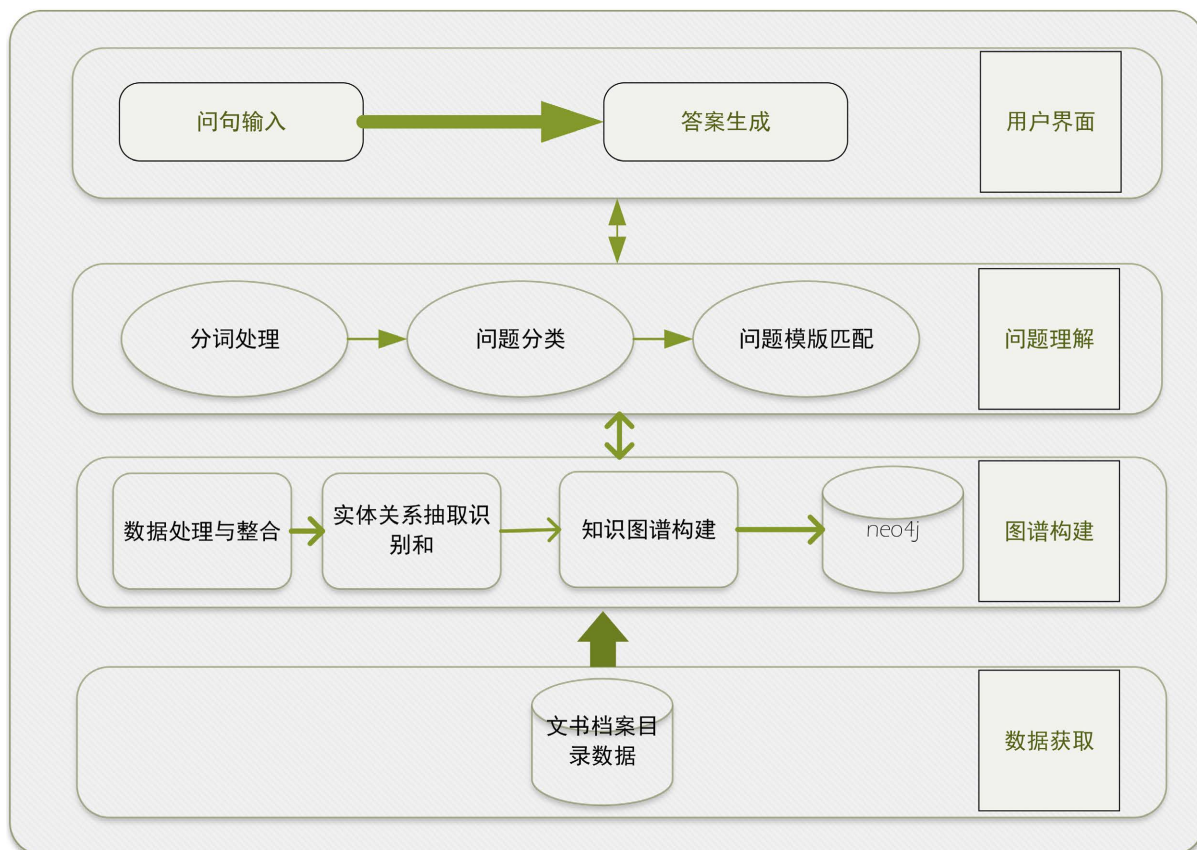 问句输入
答案生成
用户界面
分词处理
问题分类
问题模版匹配
问题理解
数据处理与整合
实体关系抽取识
别和
知识图谱构建
neo4j
图谱构建
文书档案目
录数据
数据获取